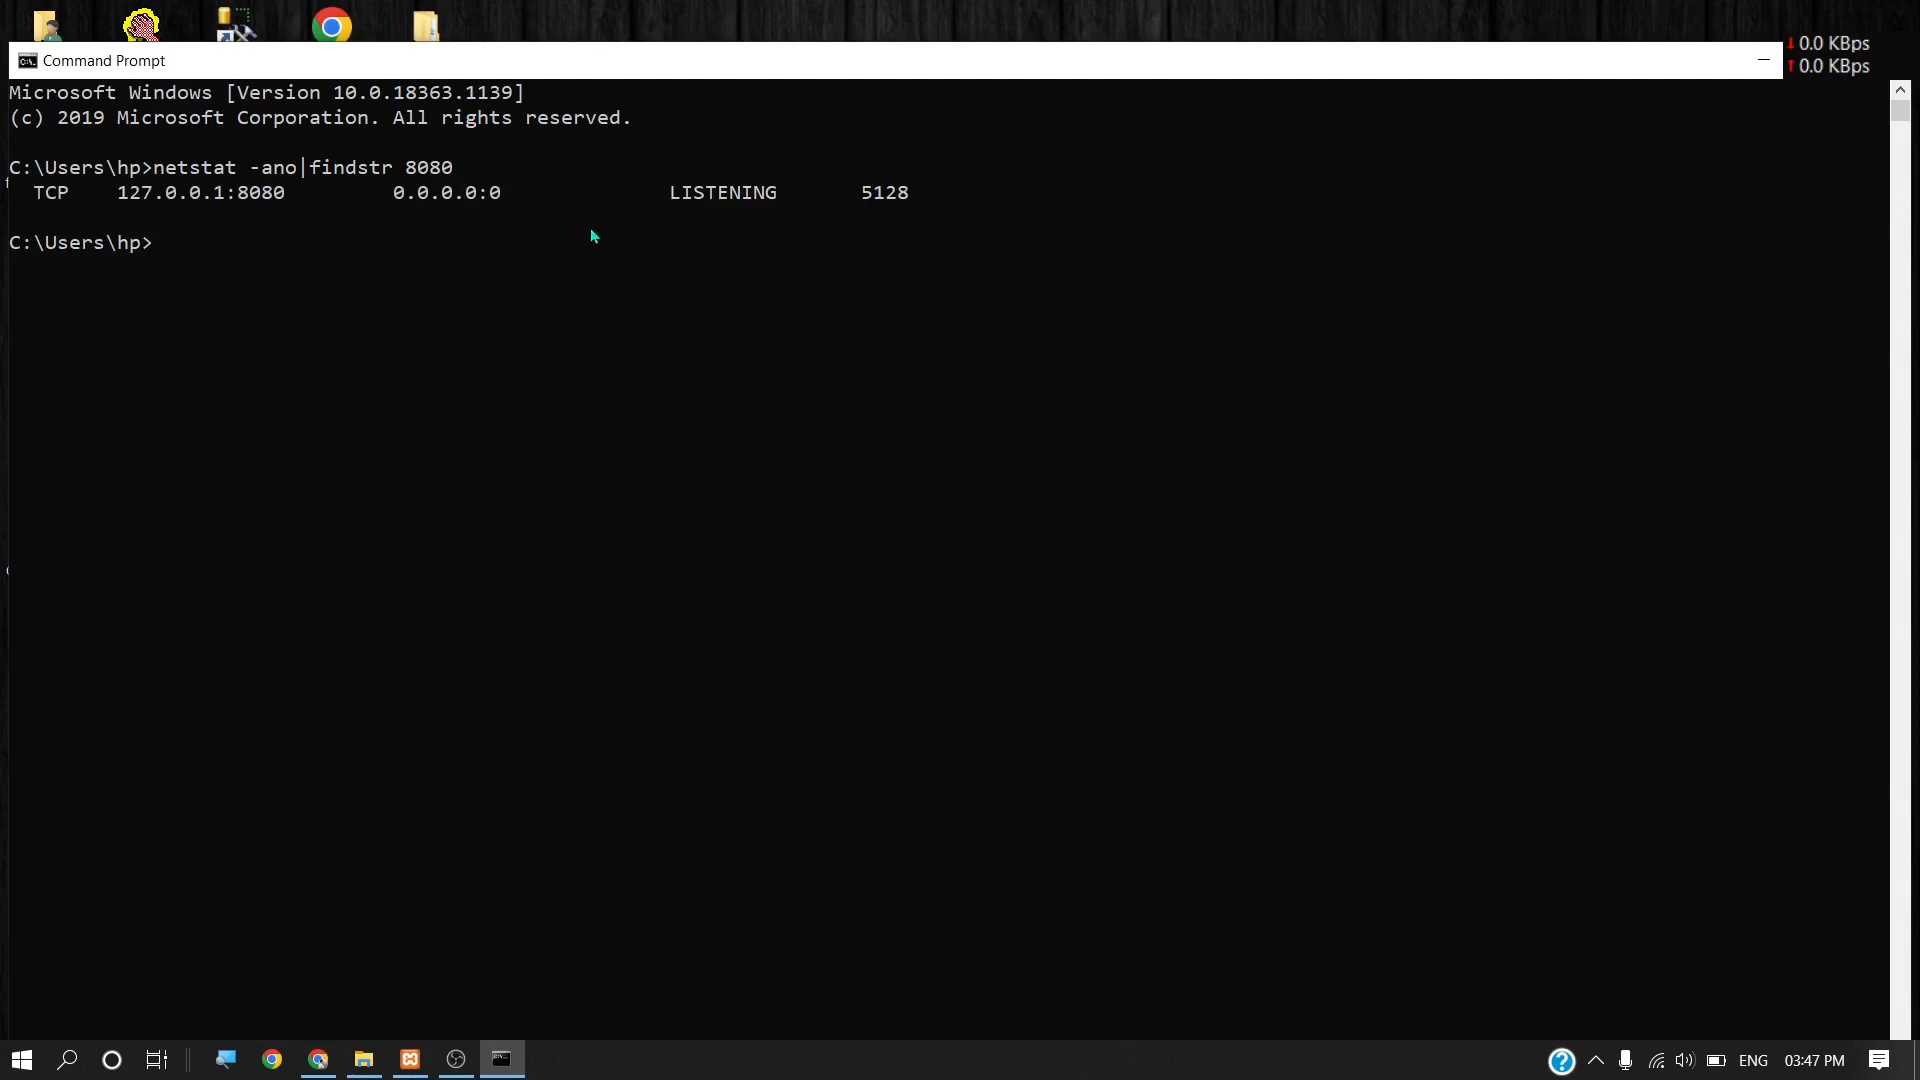 0.0 KBps
0.0 KBps
Command Prompt
Microsoft Windows [Version 10.0.18363.1139]
(c) 2019 Microsoft Corporation. All rights reserved.
C:\Users\hp>netstat -ano|findstr 8080
TCP    127.0.0.1:8080         0.0.0.0:0              LISTENING       5128
C:\Users\hp>
ENG 03:47 PM